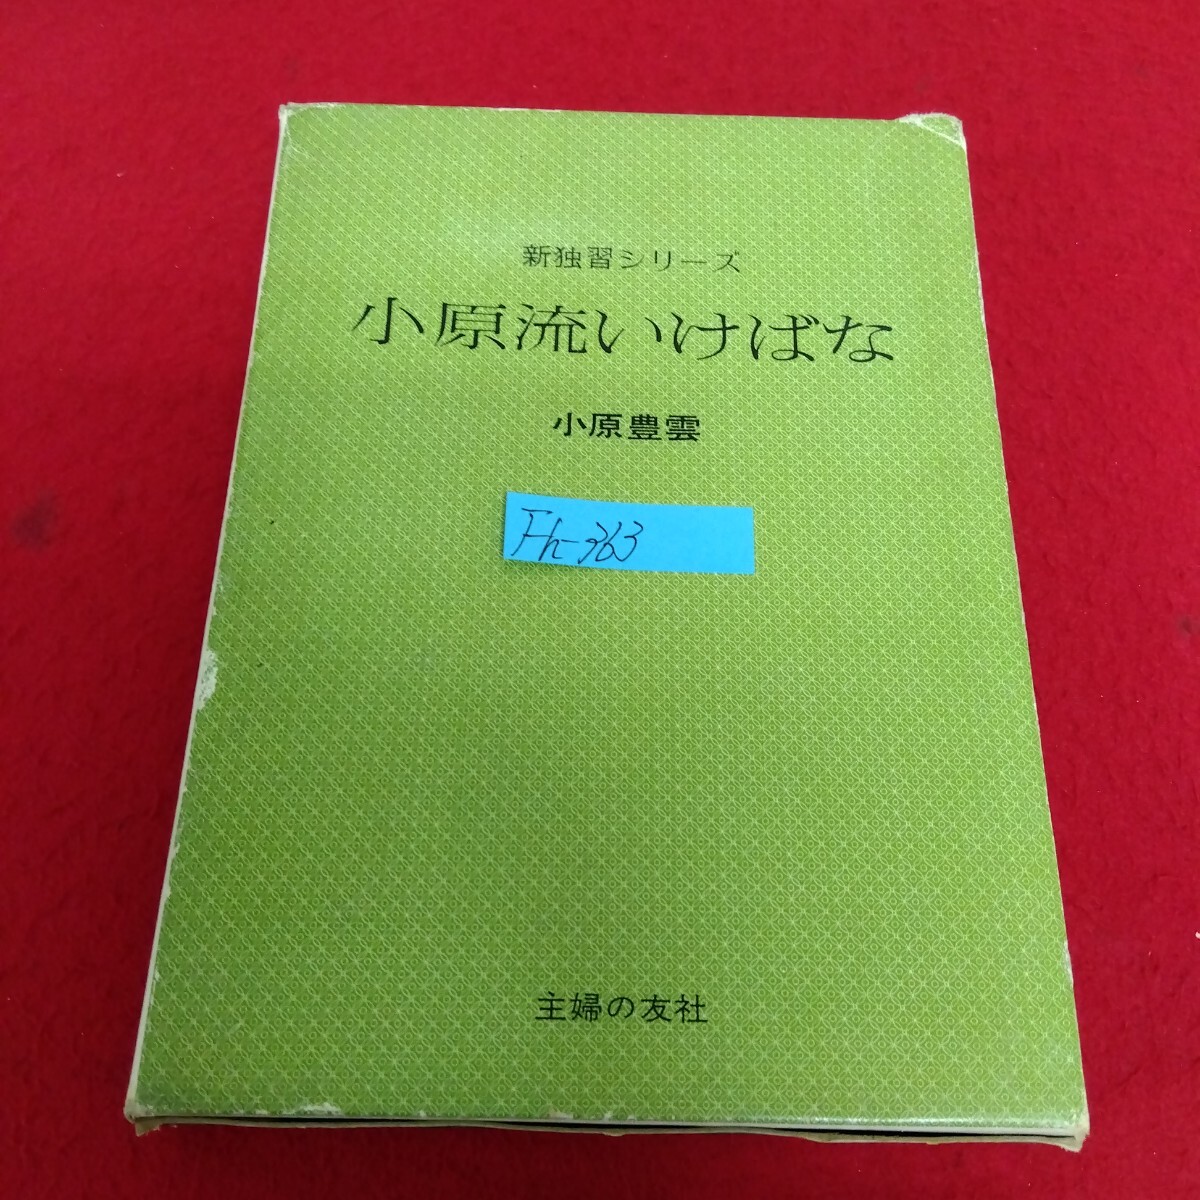 新独習シリーズ
小原流いけばな
小原豊雲
Fh-363
主婦の友社